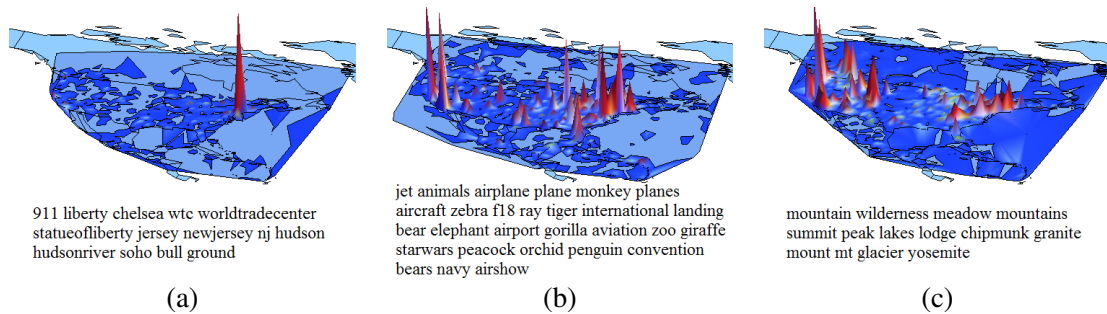 911 liberty chelsea wtc worldtradecenter
statueofliberty jersey newjersey nj hudson
hudsonriver soho bull ground
(a)
jet animals airplane plane monkey planes
aircraft zebra f18 ray tiger international landing
bear elephant airport gorilla aviation zoo giraffe
starwars peacock orchid penguin convention
bears navy airshow
(b)
mountain wilderness meadow mountains
summit peak lakes lodge chipmunk granite
mount mt glacier yosemite
(c)